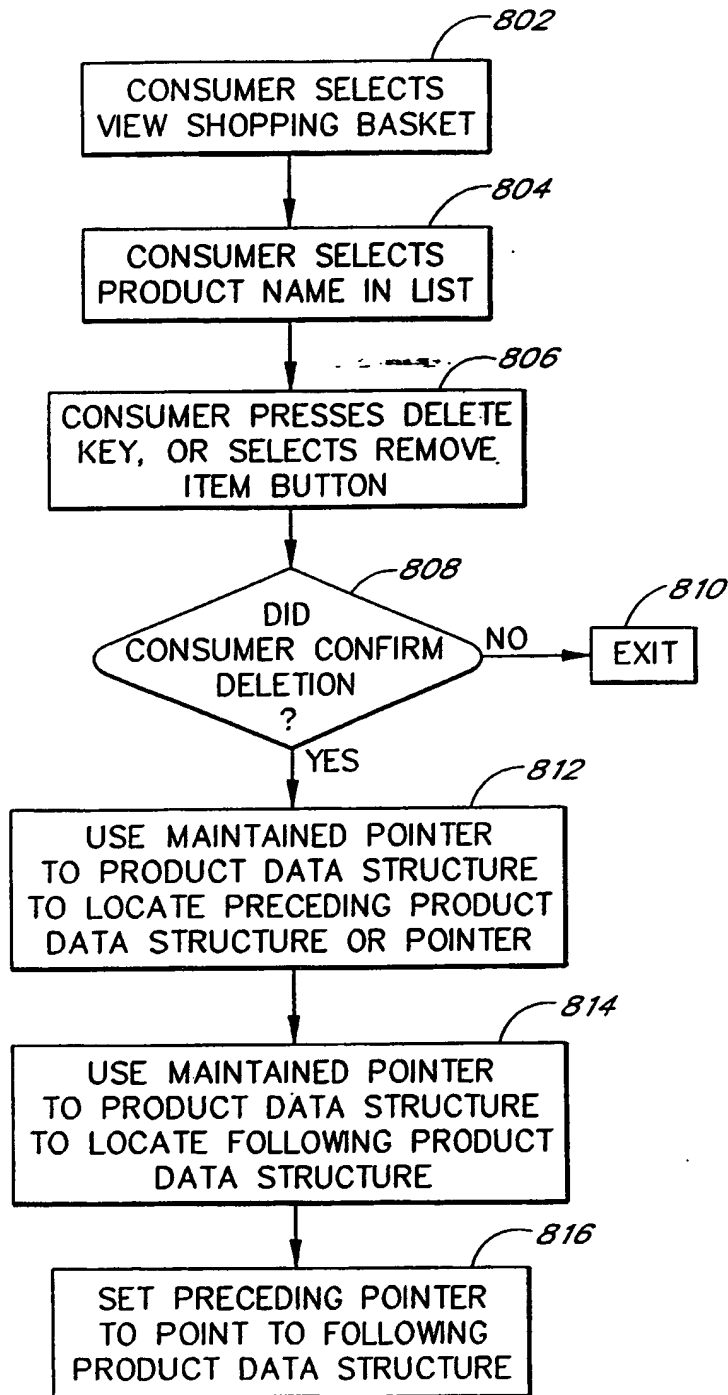 802
CONSUMER SELECTS
VIEW SHOPPING BASKET
804
CONSUMER SELECTS
PRODUCT NAME IN LIST
806
CONSUMER PRESSES DELETE
KEY, OR SELECTS REMOVE
ITEM BUTTON
808
DID
CONSUMER CONFIRM
DELETION
?
NO
810
EXIT
YES
812
USE MAINTAINED POINTER
TO PRODUCT DATA STRUCTURE
TO LOCATE PRECEDING PRODUCT
DATA STRUCTURE OR POINTER
814
USE MAINTAINED POINTER
TO PRODUCT DATA STRUCTURE
TO LOCATE FOLLOWING PRODUCT
DATA STRUCTURE
816
SET PRECEDING POINTER
TO POINT TO FOLLOWING
PRODUCT DATA STRUCTURE